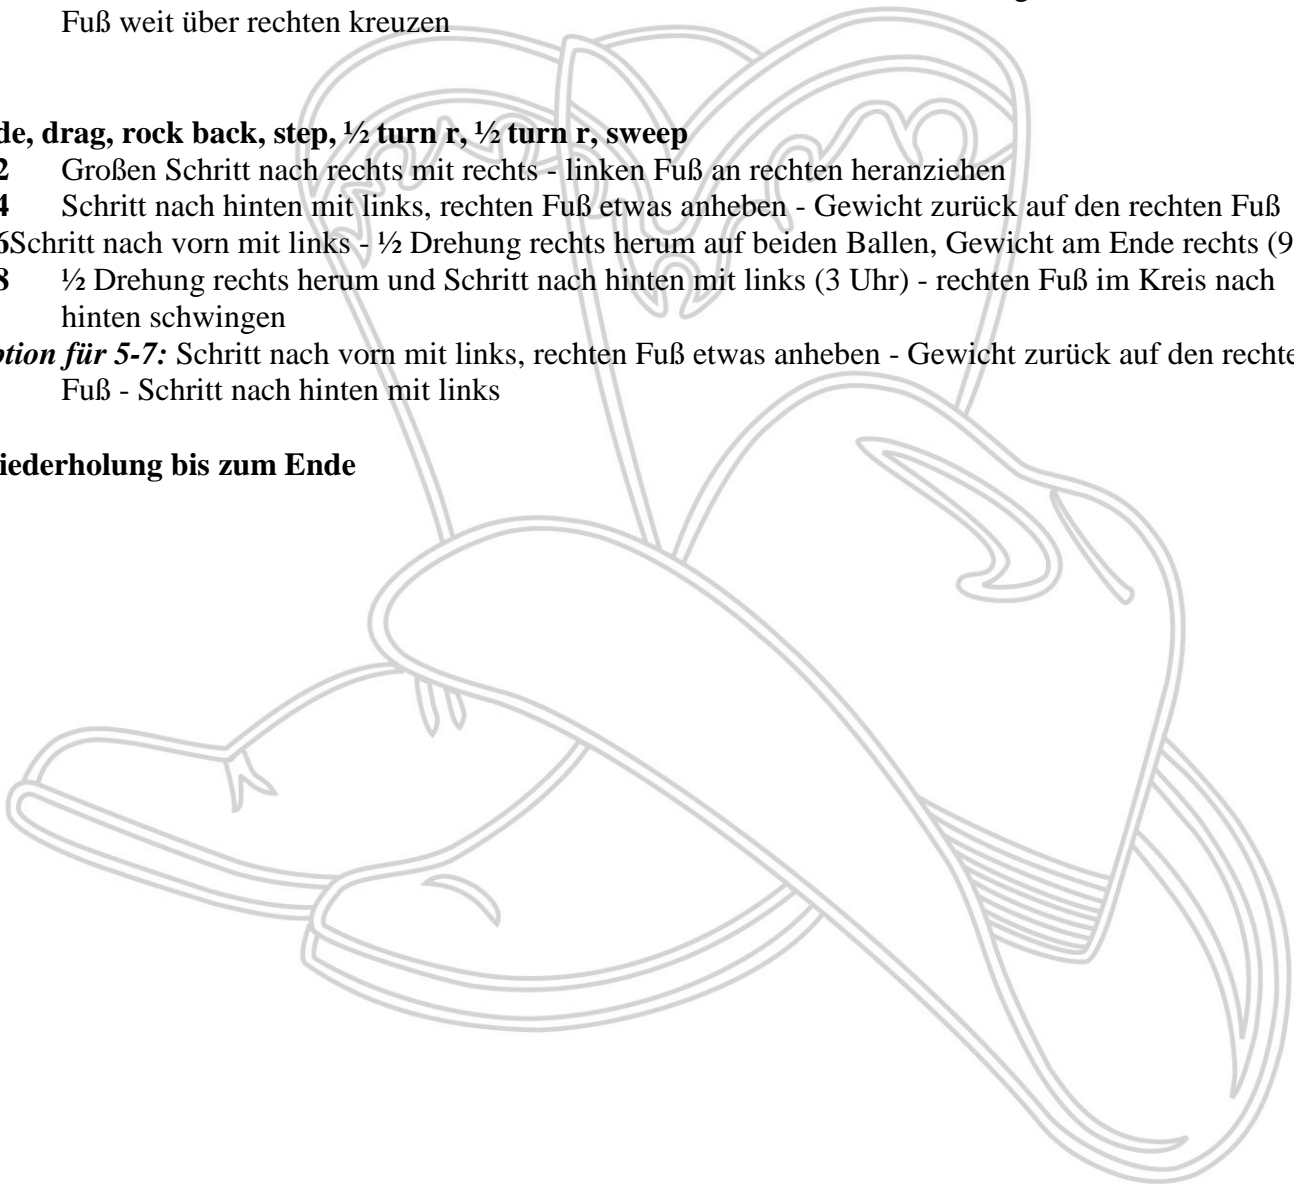 Fuß weit über rechten kreuzen
de, drag, rock back, step, ½ turn r, ½ turn r, sweep
2 Großen Schritt nach rechts mit rechts - linken Fuß an rechten heranziehen
4 Schritt nach hinten mit links, rechten Fuß etwas anheben - Gewicht zurück auf den rechten Fuß
6Schritt nach vorn mit links - ½ Drehung rechts herum auf beiden Ballen, Gewicht am Ende rechts (9
8 ½ Drehung rechts herum und Schritt nach hinten mit links (3 Uhr) - rechten Fuß im Kreis nach
hinten schwingen
ption für 5-7: Schritt nach vorn mit links, rechten Fuß etwas anheben - Gewicht zurück auf den rechte
Fuß - Schritt nach hinten mit links
iederholung bis zum Ende